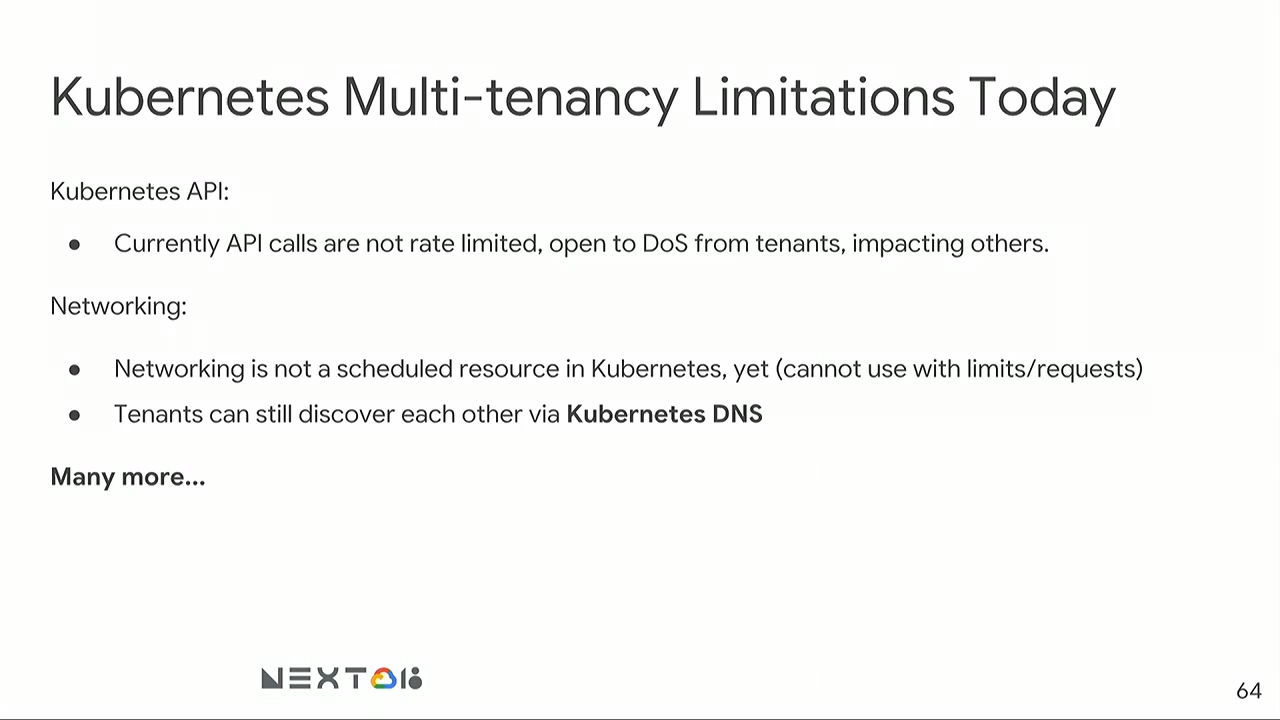 Kubernetes Multi-tenancy Limitations Today
Kubernetes API:
● Currently API calls are not rate limited, open to DoS from tenants, impacting others.
Networking:
● Networking is not a scheduled resource in Kubernetes, yet (cannot use with limits/requests)
● Tenants can still discover each other via Kubernetes DNS
Many more...
NEXT 18
64